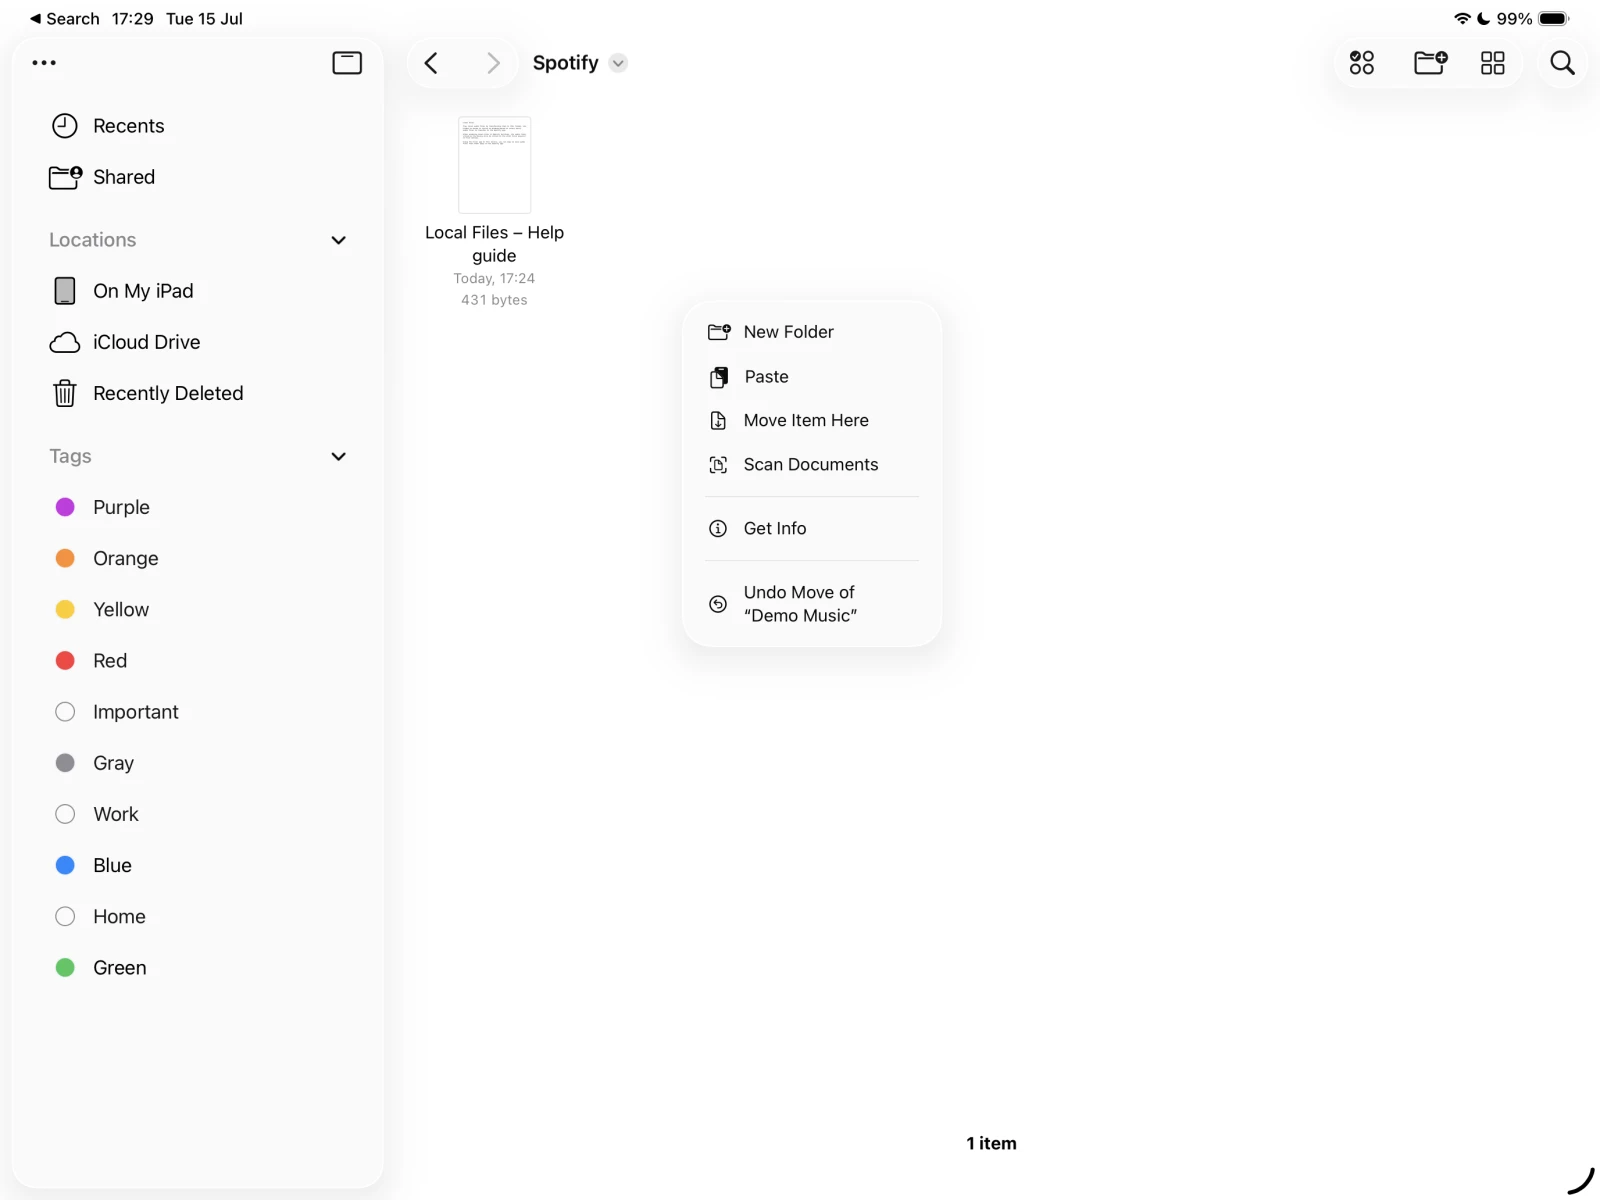 Search 17:29 Tue 15 Jul
99%
Spotify
Recents
Shared
Locations
On My iPad
iCloud Drive
Recently Deleted
Tags
Purple
Orange
Yellow
Red
Important
Gray
Work
Blue
Home
Green
Local Files – Help
guide
Today, 17:24
431 bytes
New Folder
Paste
Move Item Here
Scan Documents
Get Info
Undo Move of
“Demo Music”
1 item